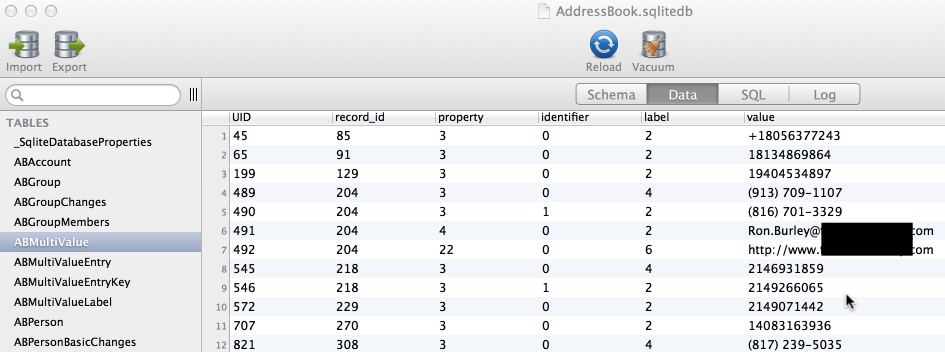 AddressBook.sqlitedb
Import Export Reload Vacuum
Schema Data SQL Log
TABLES
_SqliteDatabaseProperties
ABAccount
ABGroup
ABGroupChanges
ABGroupMembers
ABMultiValue
ABMultiValueEntry
ABMultiValueEntryKey
ABMultiValueLabel
ABPerson
ABPersonBasicChanges
UID record_id property identifier label value
1 45 85 3 0 2 +18056377243
2 65 91 3 0 2 18134869864
3 199 129 3 0 2 19404534897
4 489 204 3 0 4 (913) 709-1107
5 490 204 3 1 2 (816) 701-3329
6 491 204 4 0 2 Ron.Burley@ .com
7 492 204 22 0 6 http://www. .com
8 545 218 3 0 4 2146931859
9 546 218 3 1 2 2149266065
10 572 229 3 0 2 2149071442
11 707 270 3 0 2 14083163936
12 821 308 3 0 4 (817) 239-5035